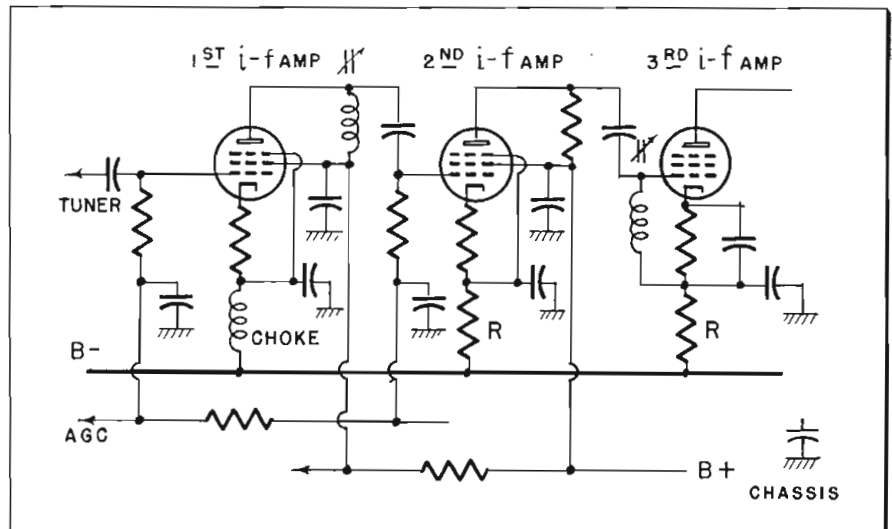 1ST i-f AMP
2ND i-f AMP
3RD i-f AMP
TUNER
CHOKE
R
R
B-
AGC
B+
CHASSIS